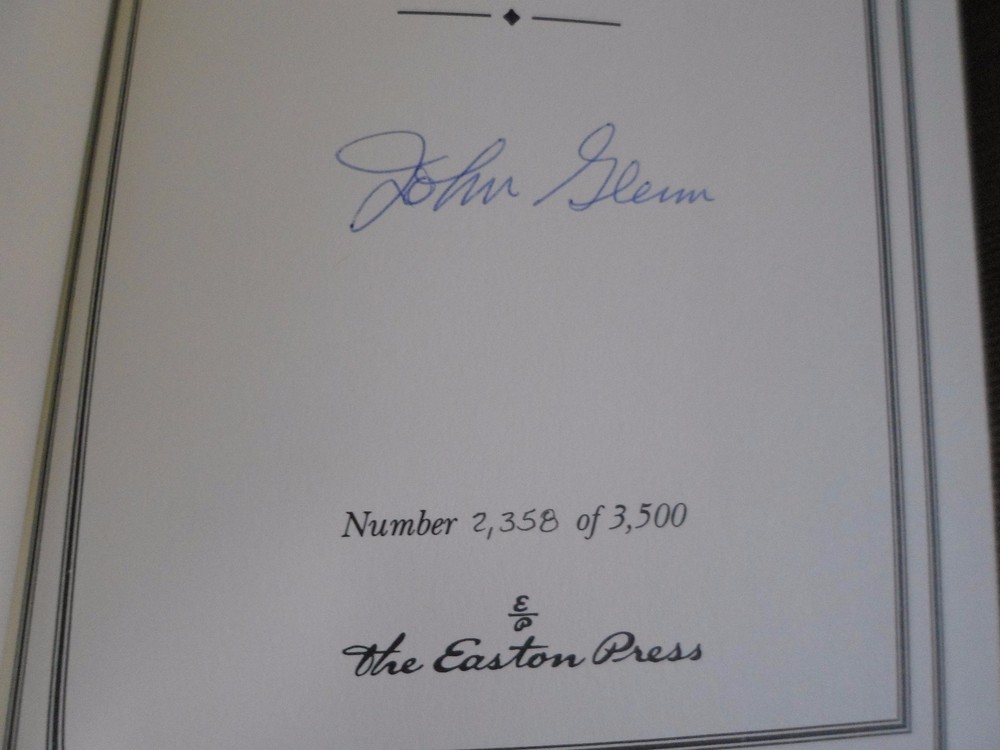 John Glenn
Number 2,358 of 3,500
E
P
The Easton Press